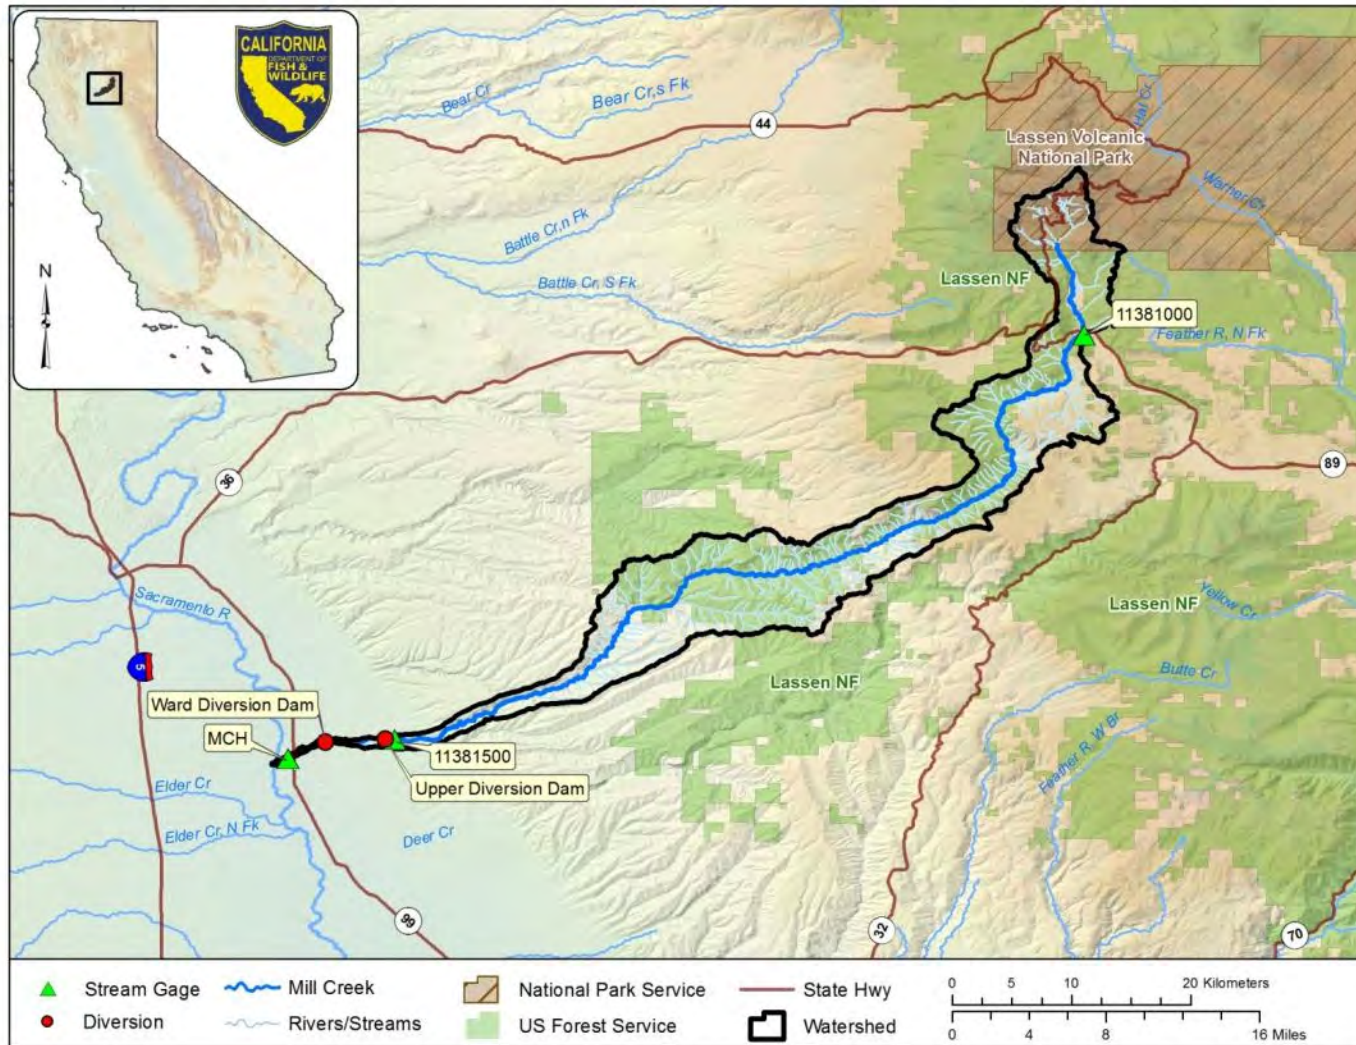 CALIFORNIA
DEPARTMENT OF
FISH &
WILDLIFE
N
Bear Cr
Bear Cr,s Fk
44
Hat Cr
Lassen Volcanic
National Park
Warner Cr
Battle Cr,n Fk
Battle Cr, S Fk
Lassen NF
11381000
Feather R, N Fk
36
89
Sacramento R
Lassen NF
Yellow Cr
5
Butte Cr
Lassen NF
Ward Diversion Dam
MCH
11381500
Upper Diversion Dam
Feather R, W Br
Elder Cr
Elder Cr, N Fk
Deer Cr
99
32
70
Stream Gage
Mill Creek
National Park Service
State Hwy
0 5 10 20 Kilometers
Diversion
Rivers/Streams
US Forest Service
Watershed
0 4 8 16 Miles